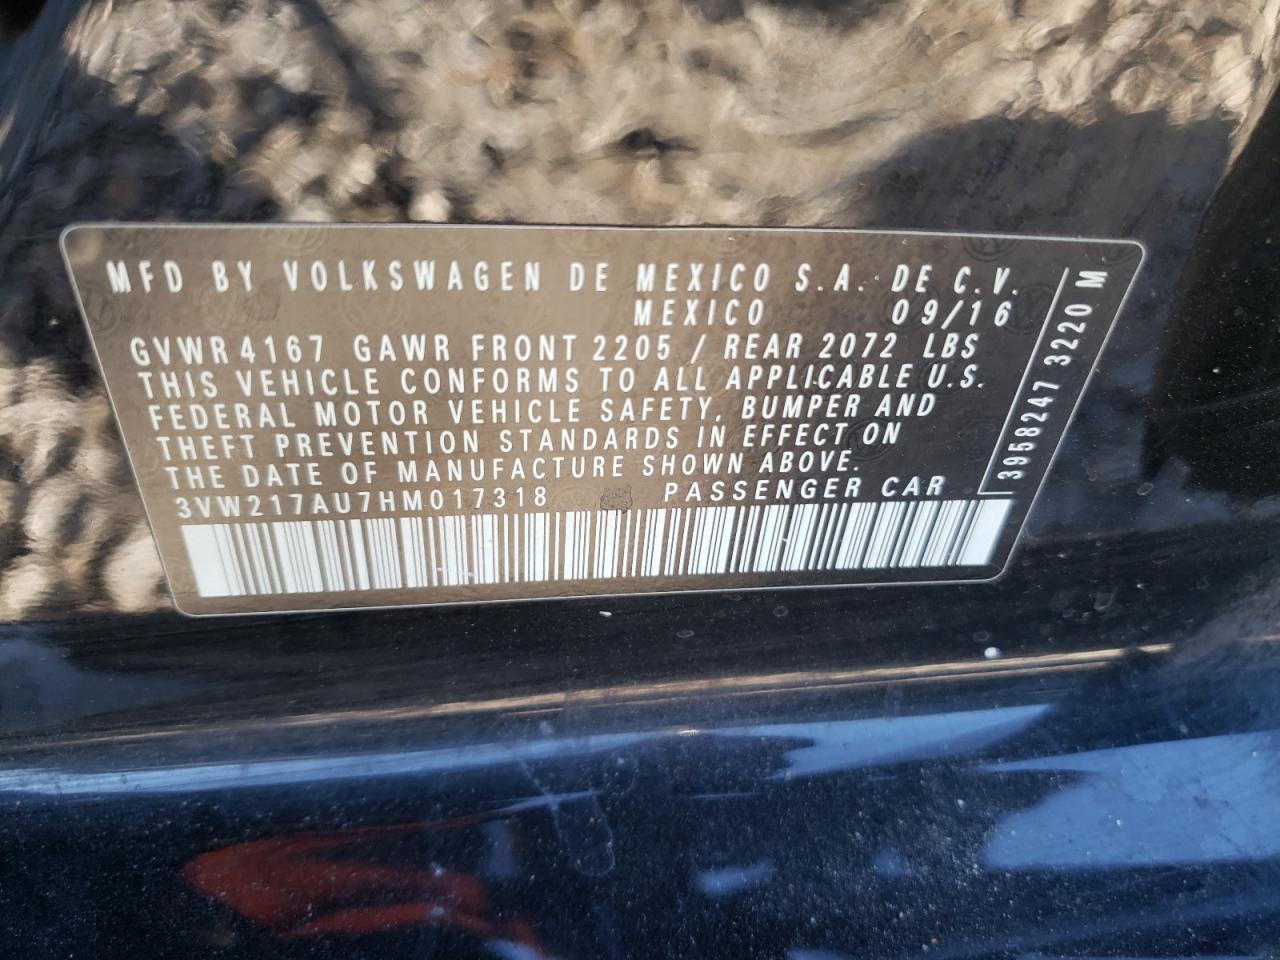 MFD BY VOLKSWAGEN DE MEXICO S.A. DE C.V.
MEXICO 09/16
GVWR 4167 GAWR FRONT 2205 / REAR 2072 LBS
THIS VEHICLE CONFORMS TO ALL APPLICABLE U.S.
FEDERAL MOTOR VEHICLE SAFETY, BUMPER AND
THEFT PREVENTION STANDARDS IN EFFECT ON
THE DATE OF MANUFACTURE SHOWN ABOVE.
3VW217AU7HM017318 PASSENGER CAR
3958247 3220 M